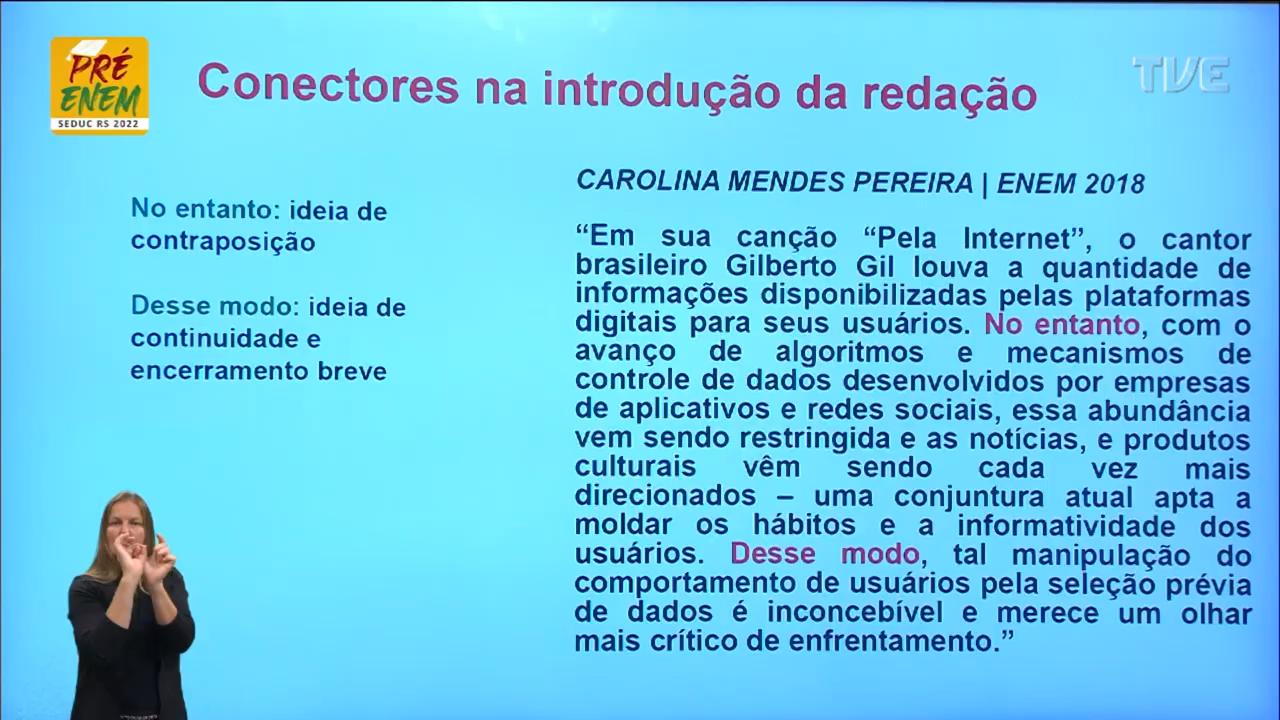 PRÉ
ENEM
SEDUC RS 2022
Conectores na introdução da redação
TVE
No entanto: ideia de
contraposição
Desse modo: ideia de
continuidade e
encerramento breve
CAROLINA MENDES PEREIRA | ENEM 2018
“Em sua canção “Pela Internet”, o cantor
brasileiro Gilberto Gil louva a quantidade de
informações disponibilizadas pelas plataformas
digitais para seus usuários. No entanto, com o
avanço de algoritmos e mecanismos de
controle de dados desenvolvidos por empresas
de aplicativos e redes sociais, essa abundância
vem sendo restringida e as notícias, e produtos
culturais vêm sendo cada vez mais
direcionados – uma conjuntura atual apta a
moldar os hábitos e a informatividade dos
usuários. Desse modo, tal manipulação do
comportamento de usuários pela seleção prévia
de dados é inconcebível e merece um olhar
mais crítico de enfrentamento.”